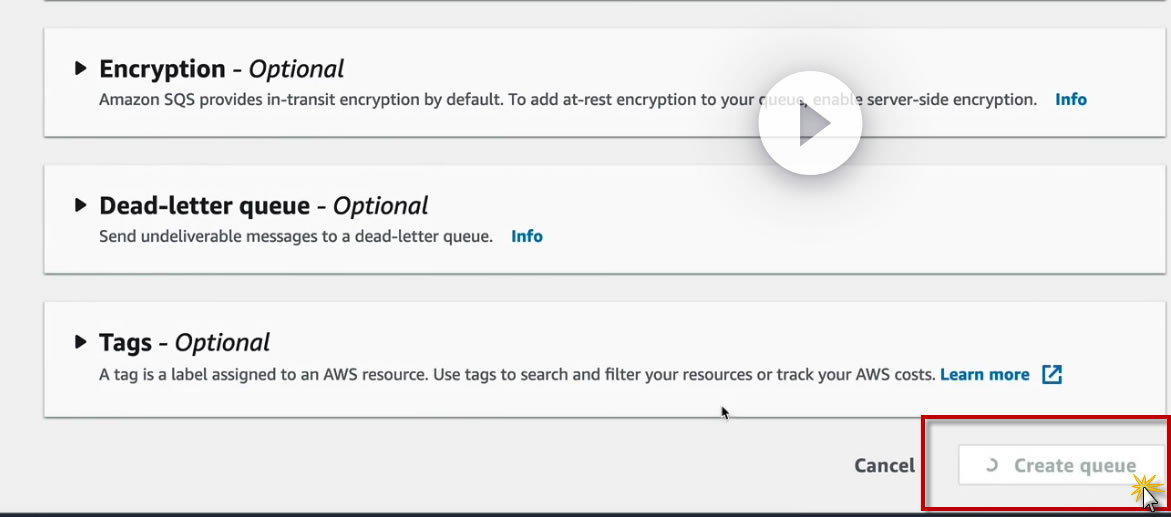 Encryption - Optional
Amazon SQS provides in-transit encryption by default. To add at-rest encryption to your queue, enable server-side encryption. Info
Dead-letter queue - Optional
Send undeliverable messages to a dead-letter queue. Info
Tags - Optional
A tag is a label assigned to an AWS resource. Use tags to search and filter your resources or track your AWS costs. Learn more
Cancel Create queue